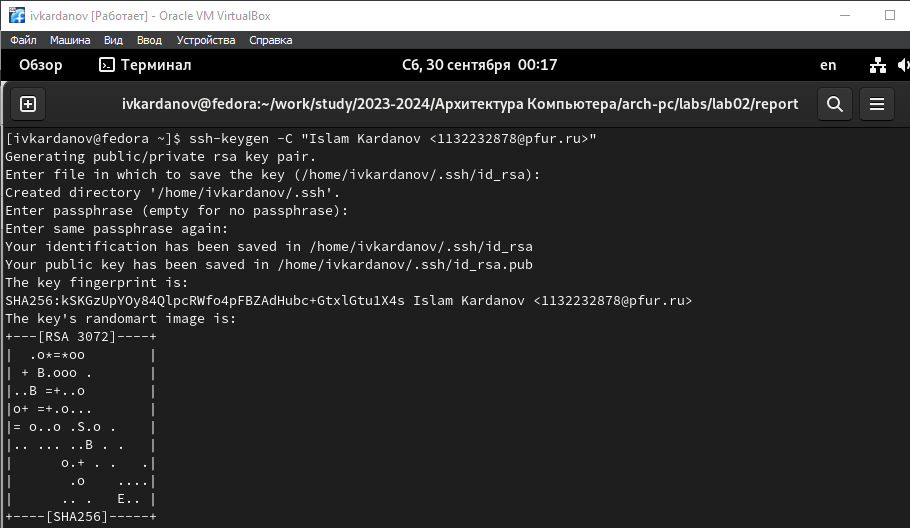 ivkardanov [Работает] - Oracle VM VirtualBox
Файл Машина Вид Ввод Устройства Справка
Обзор Терминал Сб, 30 сентября 00:17 en
ivkardanov@fedora:~/work/study/2023-2024/Архитектура Компьютера/arch-pc/labs/lab02/report
[ivkardanov@fedora ~]$ ssh-keygen -C "Islam Kardanov <1132232878@pfur.ru>"
Generating public/private rsa key pair.
Enter file in which to save the key (/home/ivkardanov/.ssh/id_rsa):
Created directory '/home/ivkardanov/.ssh'.
Enter passphrase (empty for no passphrase):
Enter same passphrase again:
Your identification has been saved in /home/ivkardanov/.ssh/id_rsa
Your public key has been saved in /home/ivkardanov/.ssh/id_rsa.pub
The key fingerprint is:
SHA256:kSKGzUpYOy84QlpcRWfo4pFBZAdHubc+GtxlGtu1X4s Islam Kardanov <1132232878@pfur.ru>
The key's randomart image is:
+---[RSA 3072]----+
|  .o*=*oo        |
| + B.ooo .       |
|..B =+..o        |
|o+ =+.o...       |
|= o..o .S.o .    |
|.. ... ..B . .   |
|      o.+ . .   .|
|       .o    ....|
|      .. .   E.. |
+----[SHA256]-----+